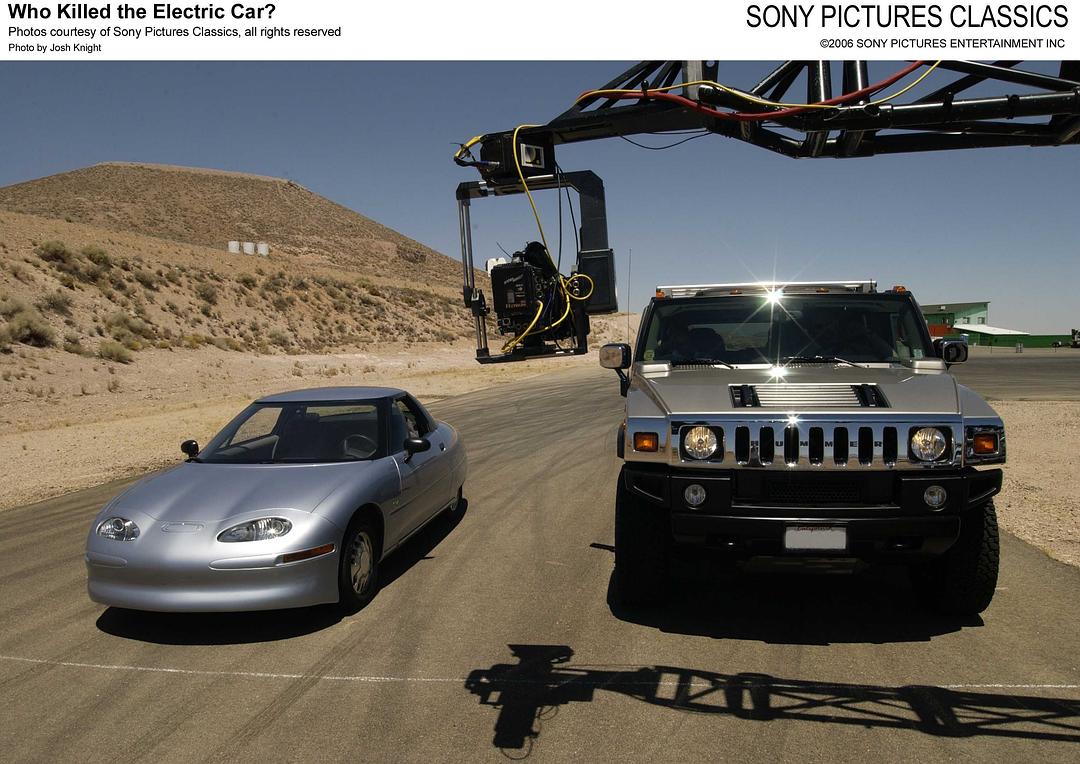 Who Killed the Electric Car?
Photos courtesy of Sony Pictures Classics, all rights reserved
Photo by Josh Knight
SONY PICTURES CLASSICS
©2006 SONY PICTURES ENTERTAINMENT INC
HUMMER